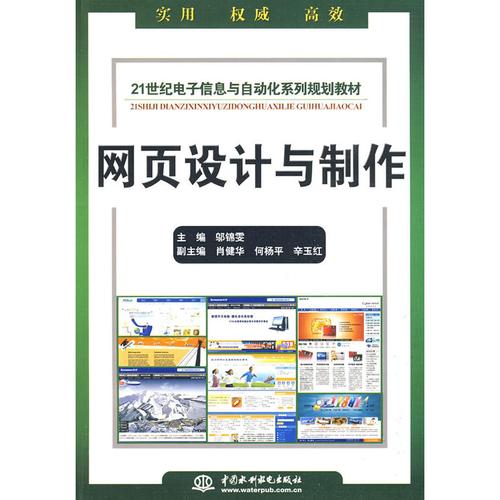 实用 权威 高效
21世纪电子信息与自动化系列规划教材
21SHIJI DIANZIXINXIYUZIDONGHUAXILIE GUIHUAJIAOCAI
网页设计与制作
主编 邬锦雯
副主编 肖健华 何杨平 辛玉红
中国水利水电出版社
www.waterpub.com.cn